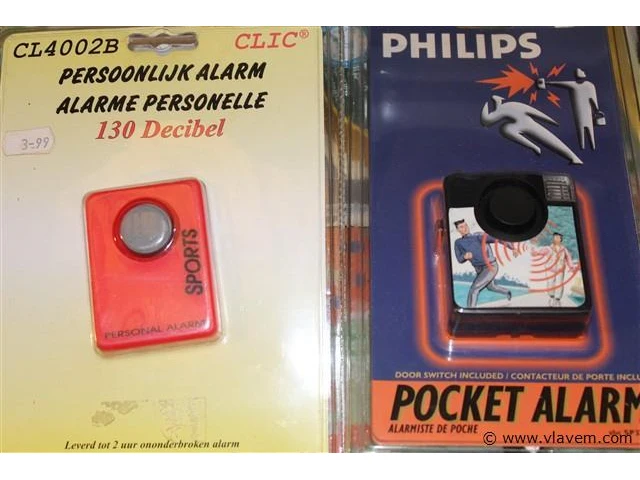 CL4002B
CLIC®
PERSOONLIJK ALARM
ALARME PERSONELLE
130 Decibel
3-99
SPORTS
PERSONAL ALARM
Leverd tot 2 uur ononderbroken alarm
PHILIPS
DOOR SWITCH INCLUDED / CONTACTEUR DE PORTE INCLU
POCKET ALARM
ALARMISTE DE POCHE
© www.vlavem.com